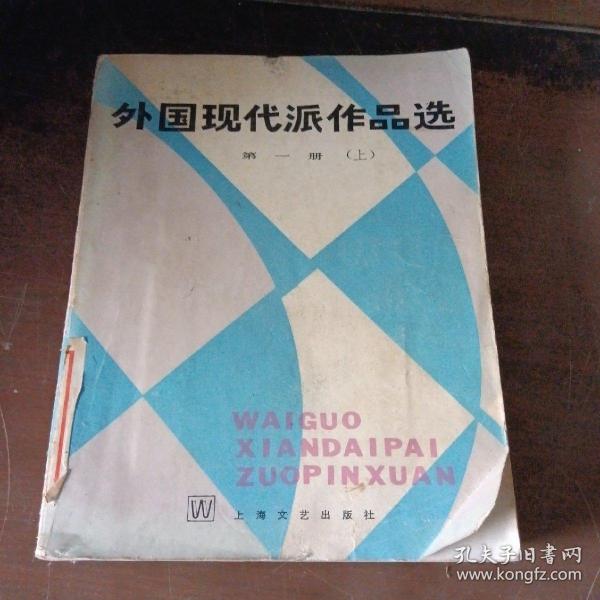 外国现代派作品选
第一册（上）
WAIGUO
XIANDAIPAI
ZUOPINXUAN
W 上海文艺出版社
孔夫子旧书网
www.kongfz.com